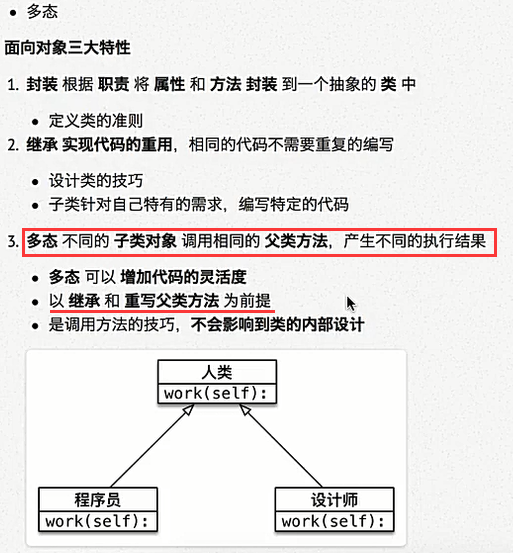 多态
面向对象三大特性
1. 封装 根据 职责 将 属性 和 方法 封装 到一个抽象的 类 中
定义类的准则
2. 继承 实现代码的重用，相同的代码不需要重复的编写
设计类的技巧
子类针对自己特有的需求，编写特定的代码
3. 多态 不同的 子类对象 调用相同的 父类方法，产生不同的执行结果
多态 可以 增加代码的灵活度
以 继承 和 重写父类方法 为前提
是调用方法的技巧，不会影响到类的内部设计
人类
work(self):
程序员
work(self):
设计师
work(self):